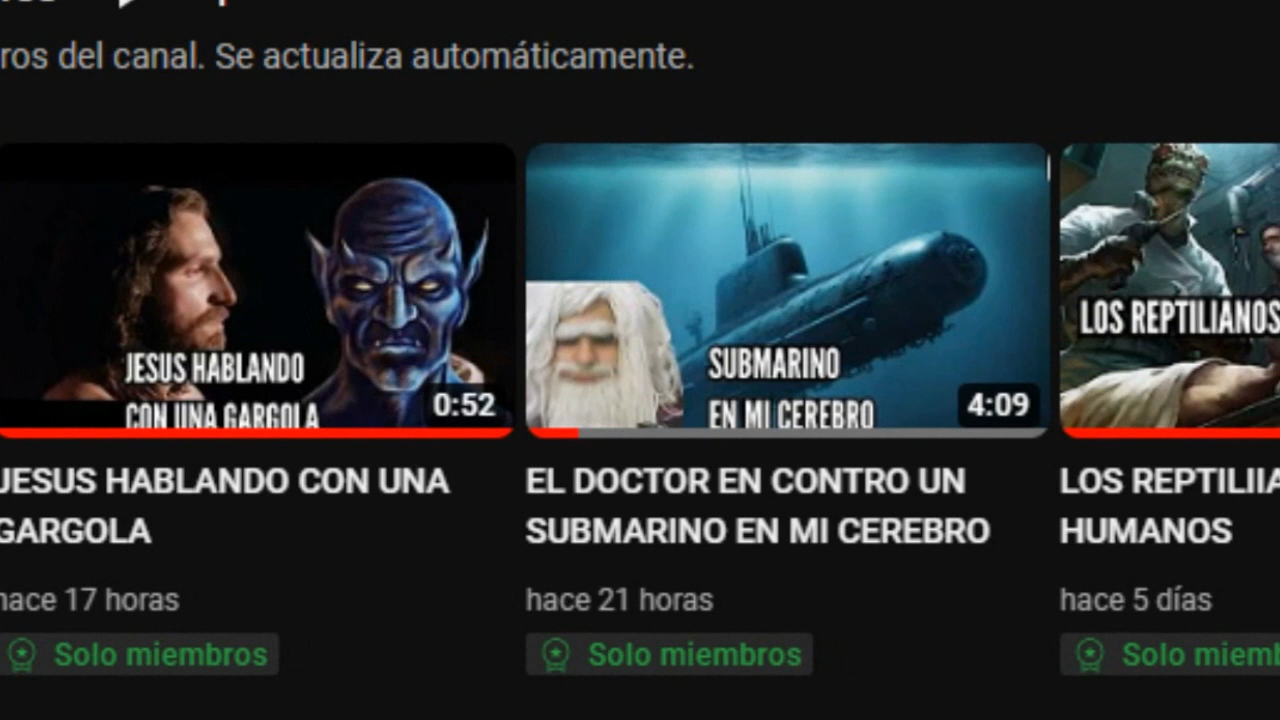 ros del canal. Se actualiza automáticamente.
JESUS HABLANDO
CON UNA GARGOLA
0:52
SUBMARINO
EN MI CEREBRO
4:09
LOS REPTILIANOS
JESUS HABLANDO CON UNA
GARGOLA
hace 17 horas
Solo miembros
EL DOCTOR EN CONTRO UN
SUBMARINO EN MI CEREBRO
hace 21 horas
Solo miembros
LOS REPTILIIA
HUMANOS
hace 5 días
Solo miemb